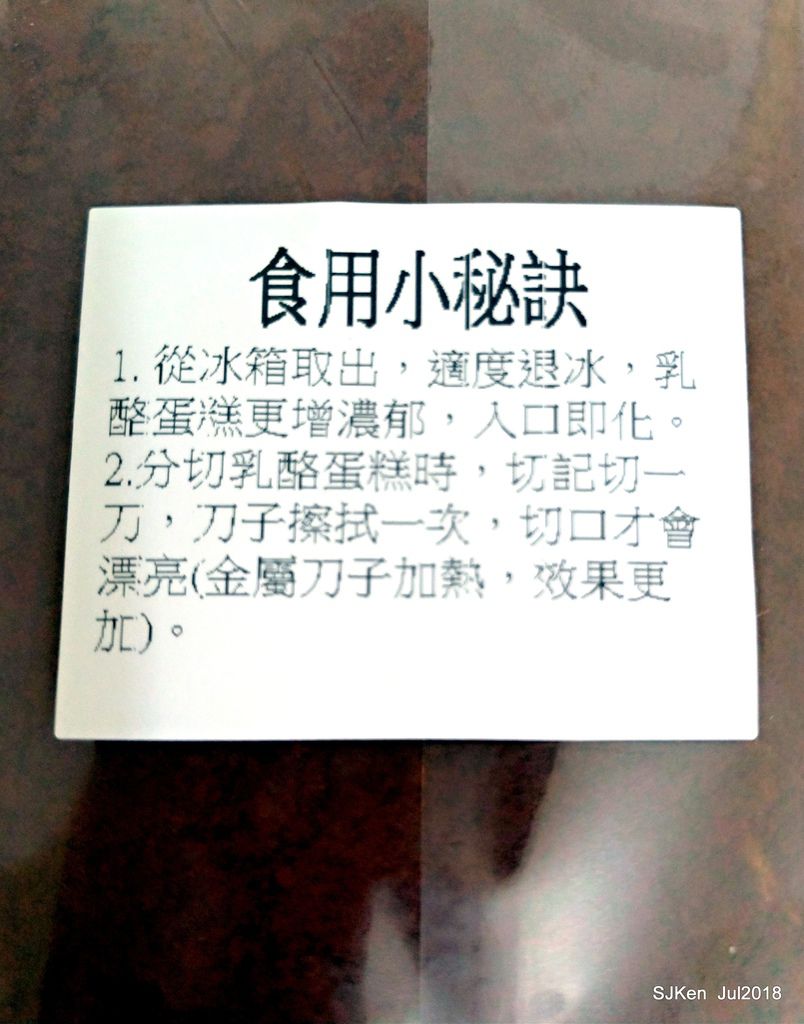 食用小秘訣
1. 從冰箱取出，適度退冰，乳
酪蛋糕更增濃郁，入口即化。
2.分切乳酪蛋糕時，切記切一
刀，刀子擦拭一次，切口才會
漂亮(金屬刀子加熱，效果更
加)。
SJKen Jul2018